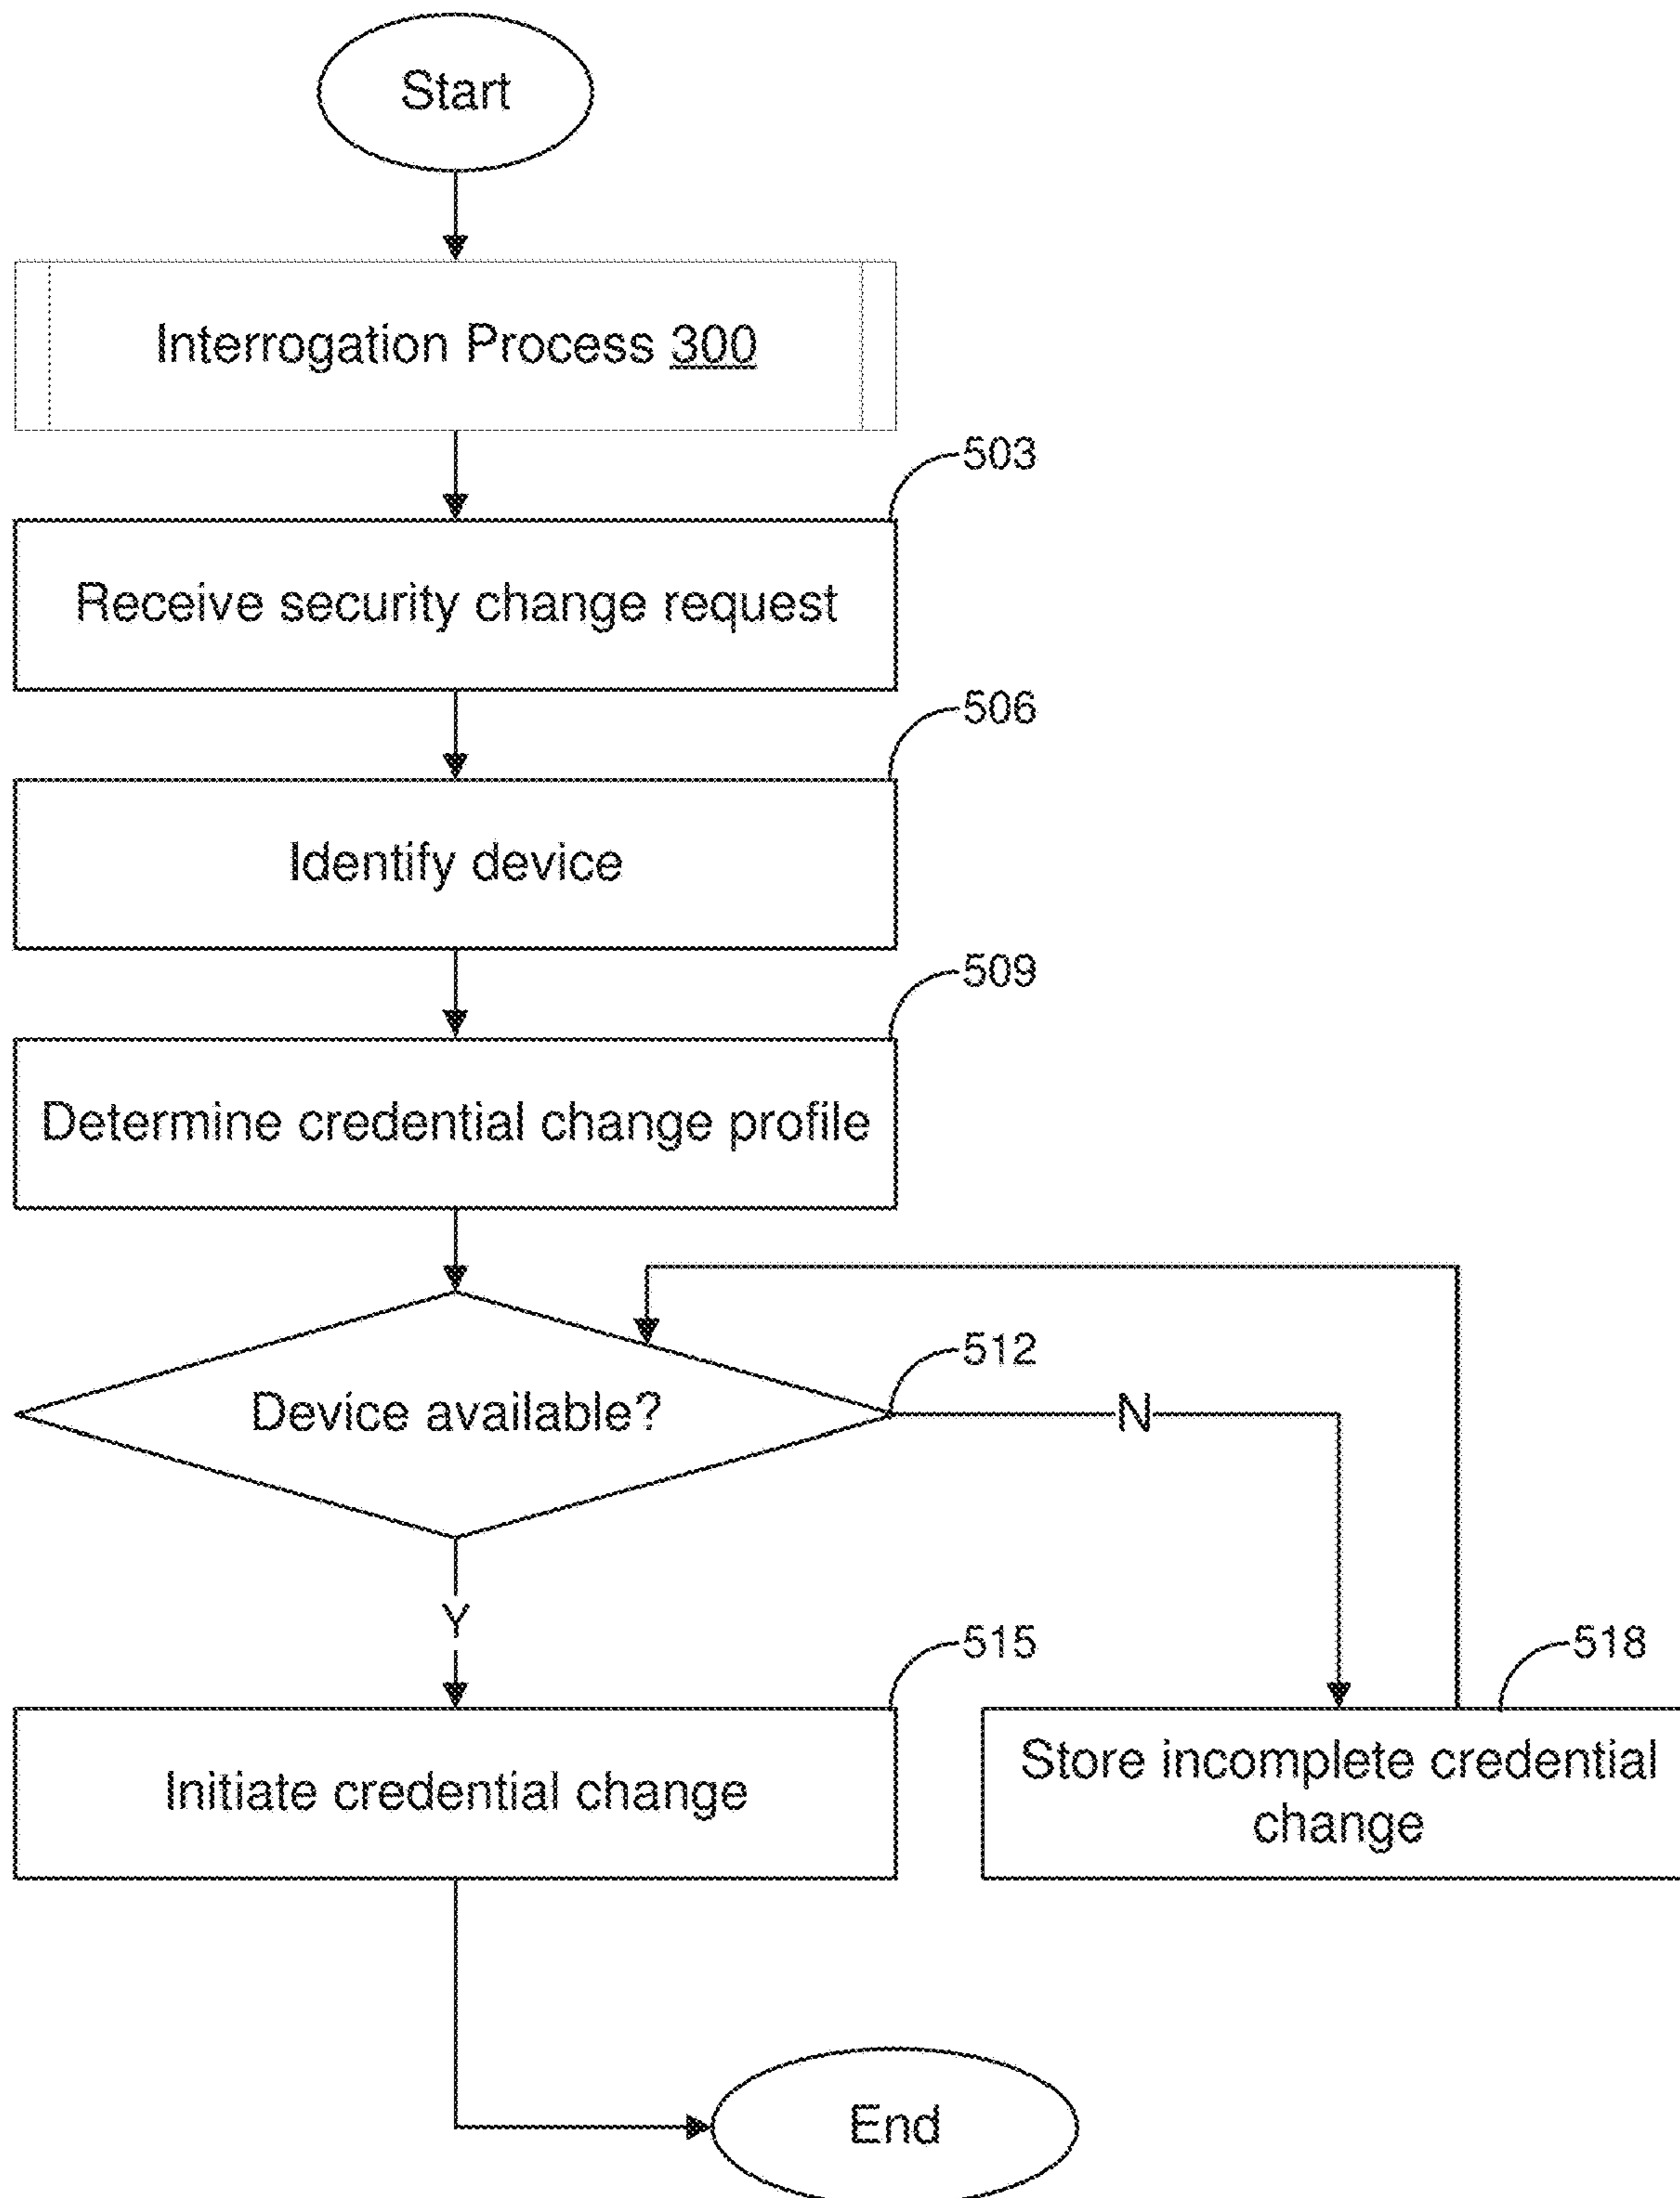 Start
Interrogation Process 300
503
Receive security change request
506
Identify device
509
Determine credential change profile
512
Device available?
N
Y
515
518
Initiate credential change
Store incomplete credential
change
End